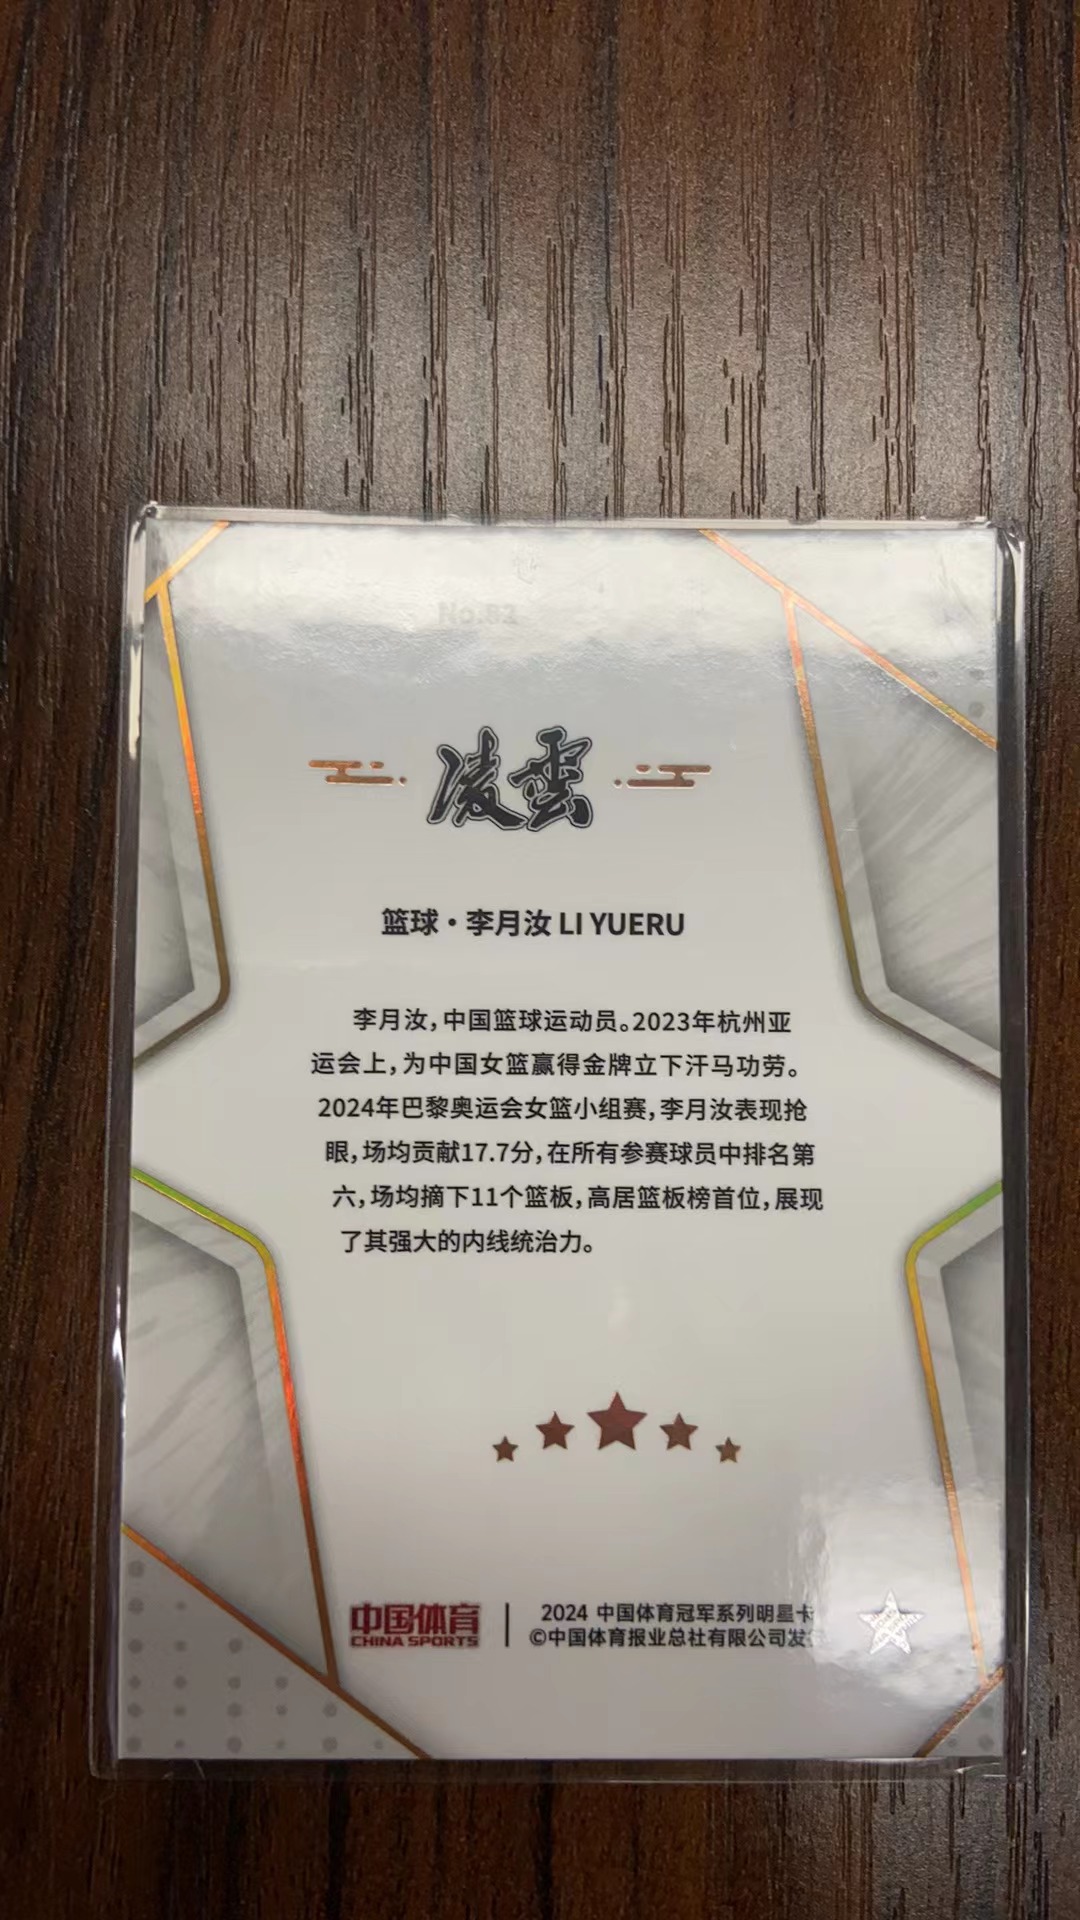 No.82
凌雲
篮球·李月汝 LI YUERU
李月汝，中国篮球运动员。2023年杭州亚
运会上，为中国女篮赢得金牌立下汗马功劳。
2024年巴黎奥运会女篮小组赛，李月汝表现抢
眼，场均贡献17.7分，在所有参赛球员中排名第
六，场均摘下11个篮板，高居篮板榜首位，展现
了其强大的内线统治力。
中国体育
CHINA SPORTS
2024 中国体育冠军系列明星卡
©中国体育报业总社有限公司发